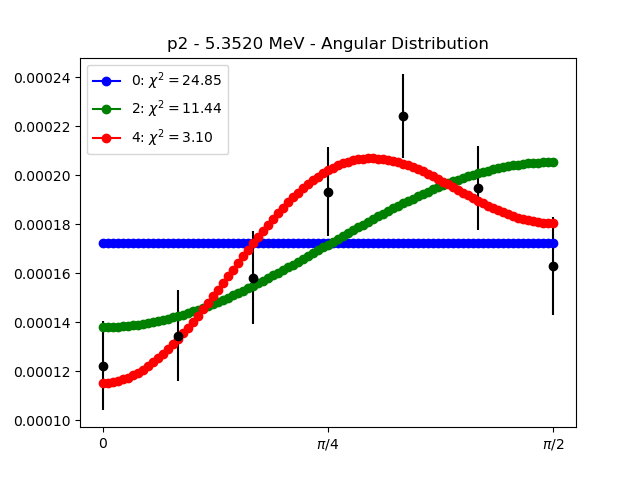 p2 - 5.3520 MeV - Angular Distribution
0.00024
0.00022
0.00020
0.00018
0.00016
0.00014
0.00012
0.00010
0: χ² = 24.85
2: χ² = 11.44
4: χ² = 3.10
0
π/4
π/2